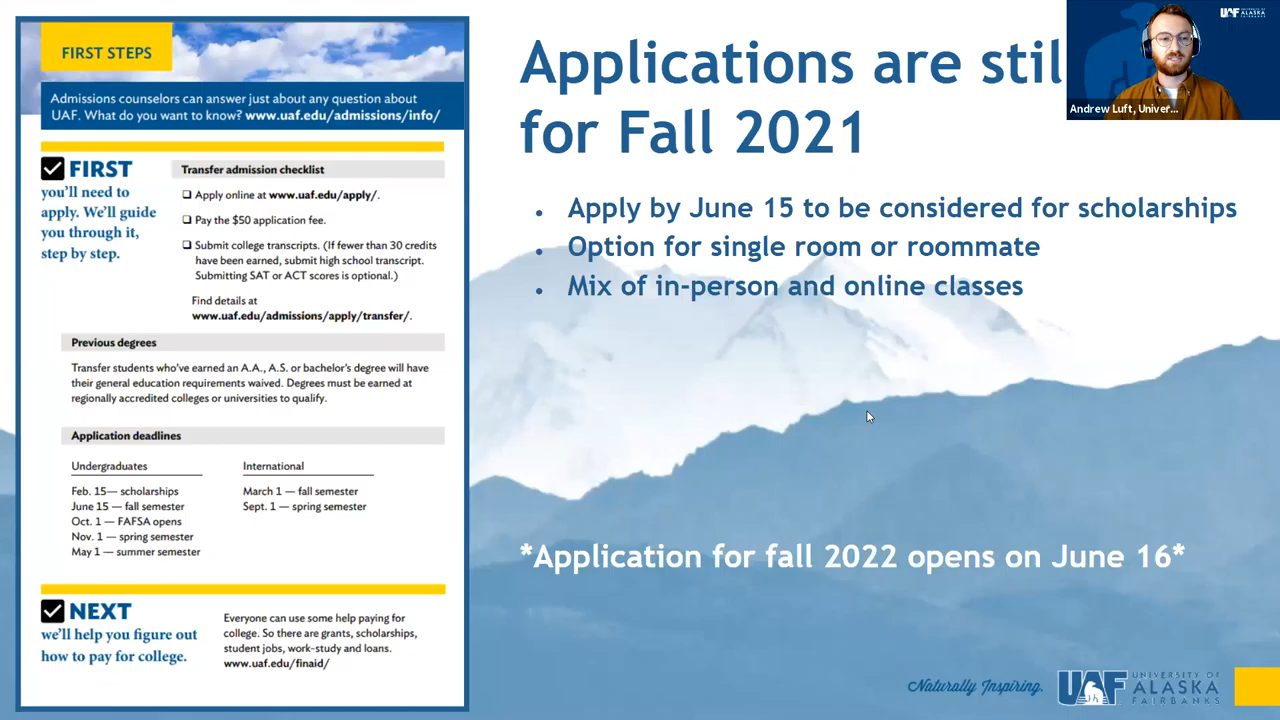 FIRST STEPS
Admissions counselors can answer just about any question about
UAF. What do you want to know? www.uaf.edu/admissions/info/
FIRST
you'll need to
apply. We'll guide
you through it,
step by step.
Transfer admission checklist
❑ Apply online at www.uaf.edu/apply/.
❑ Pay the $50 application fee.
❑ Submit college transcripts. (If fewer than 30 credits
have been earned, submit high school transcript.
Submitting SAT or ACT scores is optional.)
Find details at
www.uaf.edu/admissions/apply/transfer/.
Previous degrees
Transfer students who've earned an A.A., A.S. or bachelor's degree will have
their general education requirements waived. Degrees must be earned at
regionally accredited colleges or universities to qualify.
Application deadlines
Undergraduates
Feb. 15— scholarships
June 15 — fall semester
Oct. 1 — FAFSA opens
Nov. 1 — spring semester
May 1 — summer semester
International
March 1 — fall semester
Sept. 1 — spring semester
NEXT
we'll help you figure out
how to pay for college.
Everyone can use some help paying for
college. So there are grants, scholarships,
student jobs, work-study and loans.
www.uaf.edu/finaid/
Applications are stil
for Fall 2021
• Apply by June 15 to be considered for scholarships
• Option for single room or roommate
• Mix of in-person and online classes
*Application for fall 2022 opens on June 16*
Naturally Inspiring.
UAF
UNIVERSITY OF
ALASKA
FAIRBANKS
UAF
UNIVERSITY OF
ALASKA
FAIRBANKS
Andrew Luft, Univer...